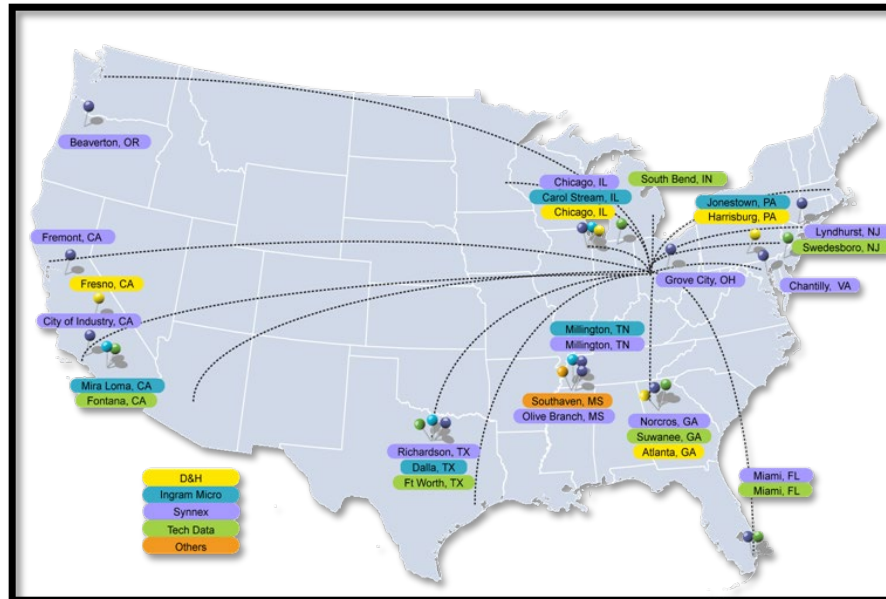 Beaverton, OR
Chicago, IL
Carol Stream, IL
Chicago, IL
South Bend, IN
Jonestown, PA
Harrisburg, PA
Lyndhurst, NJ
Swedesboro, NJ
Chantilly, VA
Grove City, OH
Fremont, CA
Fresno, CA
City of Industry, CA
Mira Loma, CA
Fontana, CA
Millington, TN
Millington, TN
Southaven, MS
Olive Branch, MS
Norcros, GA
Suwanee, GA
Atlanta, GA
Richardson, TX
Dalla, TX
Ft Worth, TX
Miami, FL
Miami, FL
D&H
Ingram Micro
Synnex
Tech Data
Others